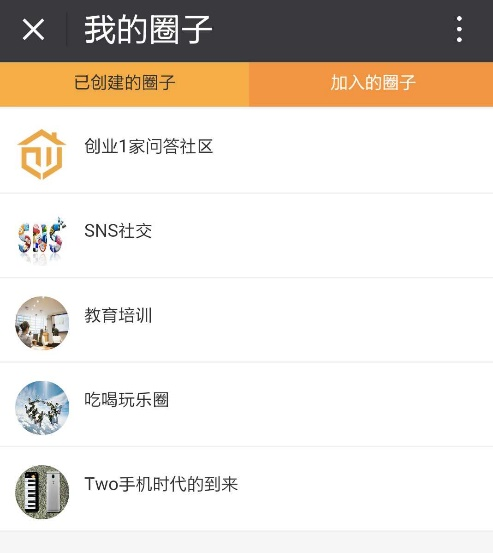 我的圈子
已创建的圈子
加入的圈子
创业1家问答社区
SNS
SNS社交
教育培训
吃喝玩乐圈
Two手机时代的到来